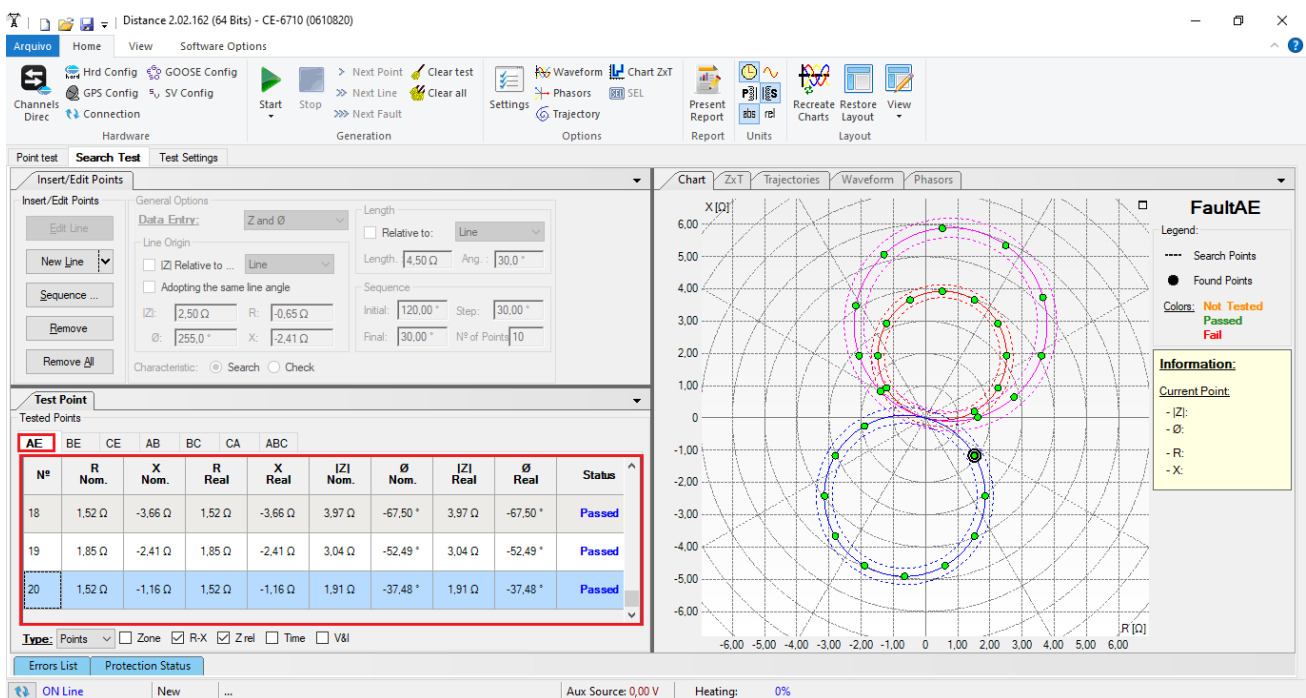 Distance 2.02.162 (64 Bits) - CE-6710 (0610820)
Arquivo Home View Software Options
Channels Direc
Hrd Config
GPS Config
Connection
GOOSE Config
SV Config
Hardware
Start
Stop
Next Point
Next Line
Next Fault
Clear test
Clear all
Generation
Settings
Waveform
Phasors
Trajectory
Chart ZxT
SEL
Options
Present Report
Report
abs rel
Units
Recreate Charts
Restore Layout
View
Layout
Point test Search Test Test Settings
Insert/Edit Points
Insert/Edit Points
Edit Line
New Line
Sequence ...
Remove
Remove All
General Options
Data Entry: Z and Ø
Line Origin
|Z| Relative to ... Line
Adopting the same line angle
|Z|: 2,50 Ω R: -0,65 Ω
Ø: 255,0 ° X: -2,41 Ω
Characteristic: Search Check
Length
Relative to: Line
Length. : 4,50 Ω Ang. : 30,0 °
Sequence
Initial: 120,00 ° Step: 30,00 °
Final: 30,00 ° Nº of Points 10
Test Point
Tested Points
AE BE CE AB BC CA ABC
Nº R Nom. X Nom. R Real X Real |Z| Nom. Ø Nom. |Z| Real Ø Real Status
18 1,52 Ω -3,66 Ω 1,52 Ω -3,66 Ω 3,97 Ω -67,50 ° 3,97 Ω -67,50 ° Passed
19 1,85 Ω -2,41 Ω 1,85 Ω -2,41 Ω 3,04 Ω -52,49 ° 3,04 Ω -52,49 ° Passed
20 1,52 Ω -1,16 Ω 1,52 Ω -1,16 Ω 1,91 Ω -37,48 ° 1,91 Ω -37,48 ° Passed
Type: Points Zone R-X Z rel Time V&I
Errors List Protection Status
ON Line New ... Aux Source: 0,00 V Heating: 0%
Chart ZxT Trajectories Waveform Phasors
X [Ω]
6,00
5,00
4,00
3,00
2,00
1,00
0
-1,00
-2,00
-3,00
-4,00
-5,00
-6,00
R [Ω]
-6,00 -5,00 -4,00 -3,00 -2,00 -1,00 0 1,00 2,00 3,00 4,00 5,00 6,00
FaultAE
Legend:
Search Points
Found Points
Colors: Not Tested
Passed
Fail
Information:
Current Point:
- |Z|:
- Ø:
- R:
- X: